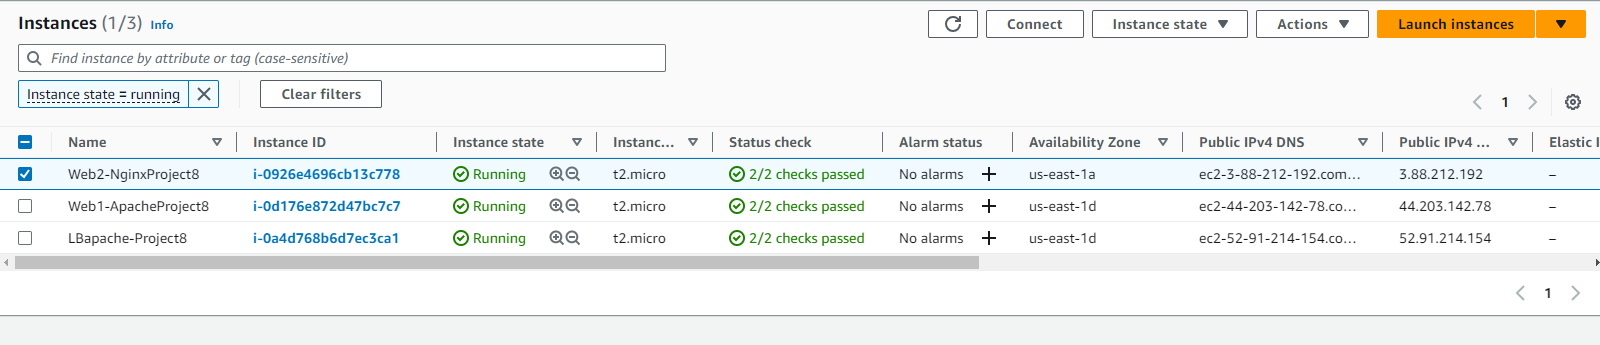 Instances (1/3) Info Connect Instance state Actions Launch instances
Find instance by attribute or tag (case-sensitive)
Instance state = running Clear filters
1
Name Instance ID Instance state Instanc... Status check Alarm status Availability Zone Public IPv4 DNS Public IPv4 ... Elastic I
Web2-NginxProject8 i-0926e4696cb13c778 Running t2.micro 2/2 checks passed No alarms + us-east-1a ec2-3-88-212-192.com... 3.88.212.192 –
Web1-ApacheProject8 i-0d176e872d47bc7c7 Running t2.micro 2/2 checks passed No alarms + us-east-1d ec2-44-203-142-78.co... 44.203.142.78 –
LBapache-Project8 i-0a4d768b6d7ec3ca1 Running t2.micro 2/2 checks passed No alarms + us-east-1d ec2-52-91-214-154.co... 52.91.214.154 –
1